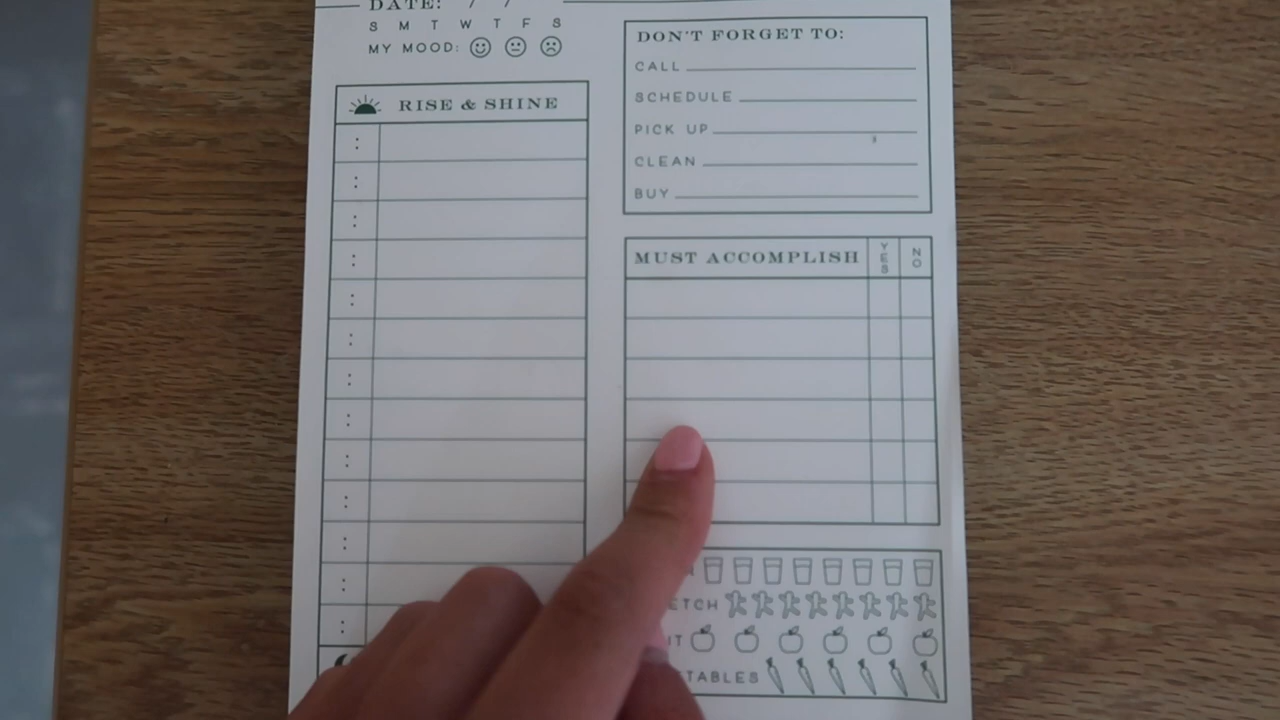 DATE: / /
S M T W T F S
MY MOOD:
RISE & SHINE
:
:
:
:
:
:
:
:
:
:
:
:
:
DON'T FORGET TO:
CALL
SCHEDULE
PICK UP
CLEAN
BUY
MUST ACCOMPLISH YES NO